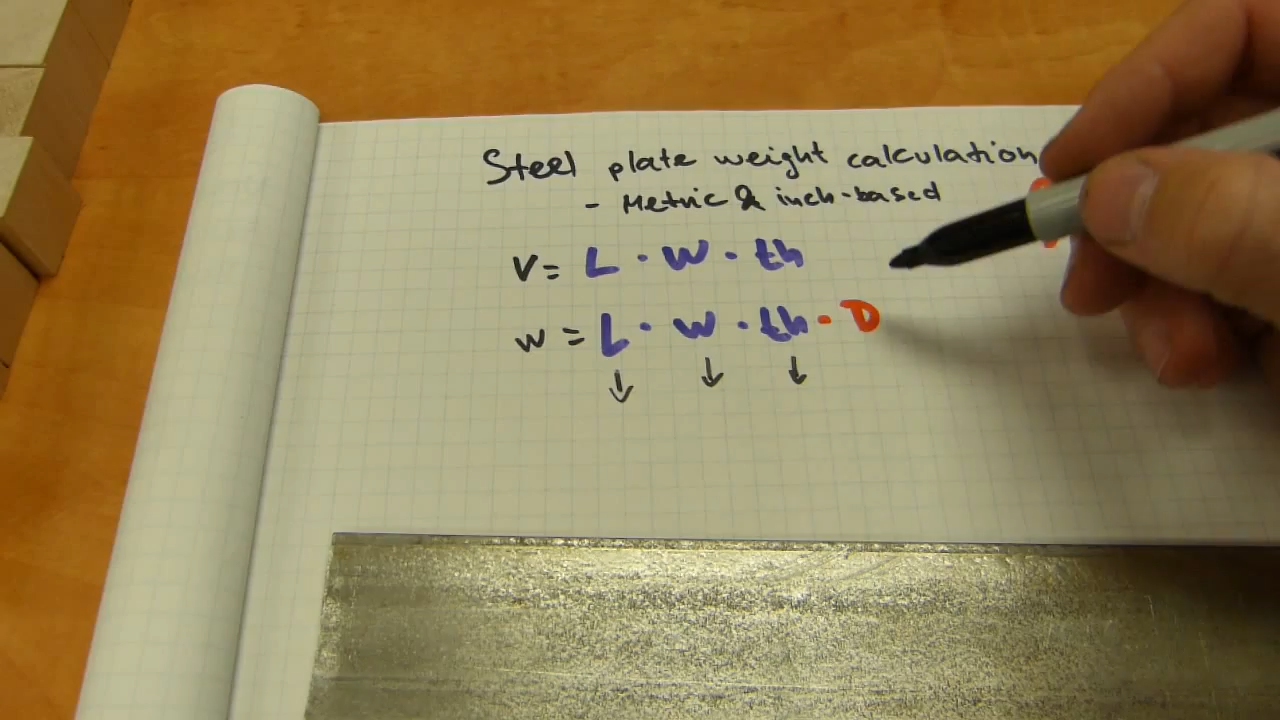 Steel plate weight calculation
- Metric & inch-based
V = L · W · th
w = L · w · th · D